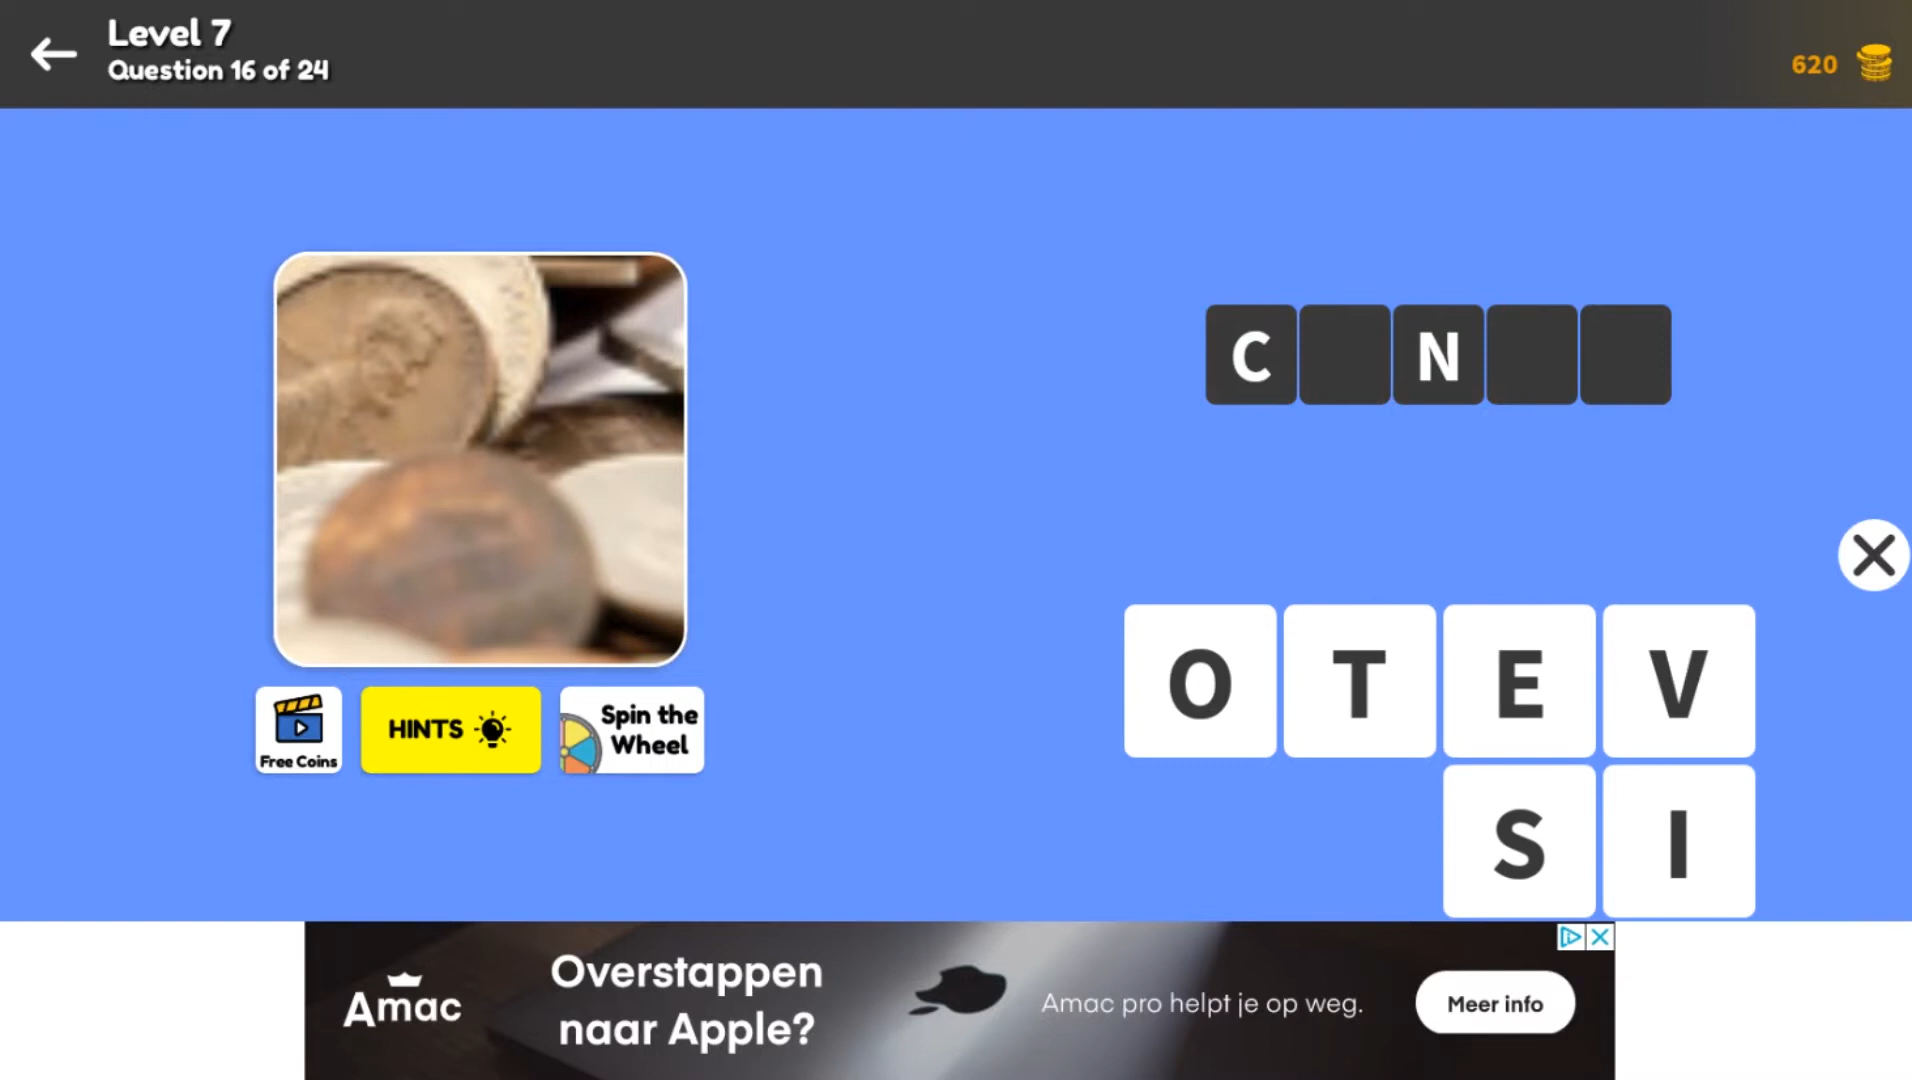 Level 7
Question 16 of 24
620
C N
O T E V
S I
Free Coins
HINTS
Spin the
Wheel
Amac
Overstappen
naar Apple?
Amac pro helpt je op weg.
Meer info